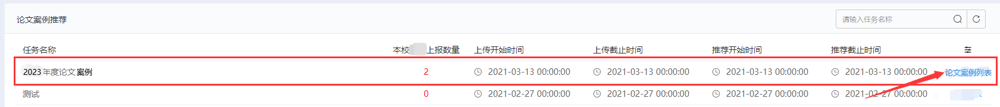 论文案例推荐
请输入任务名称
任务名称 本校 上报数量 上传开始时间 上传截止时间 推荐开始时间 推荐截止时间
2023年度论文案例 2 2021-03-13 00:00:00 2021-03-13 00:00:00 2021-03-13 00:00:00 2021-03-13 00:00:00 论文案例列表
测试 0 2021-02-27 00:00:00 2021-02-27 00:00:00 2021-02-27 00:00:00 2021-02-27 00:00:00